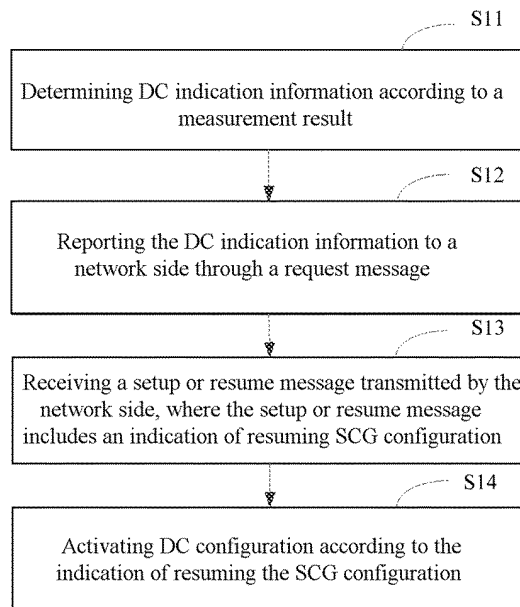 S11
Determining DC indication information according to a
measurement result
S12
Reporting the DC indication information to a
network side through a request message
S13
Receiving a setup or resume message transmitted by the
network side, where the setup or resume message
includes an indication of resuming SCG configuration
S14
Activating DC configuration according to the
indication of resuming the SCG configuration